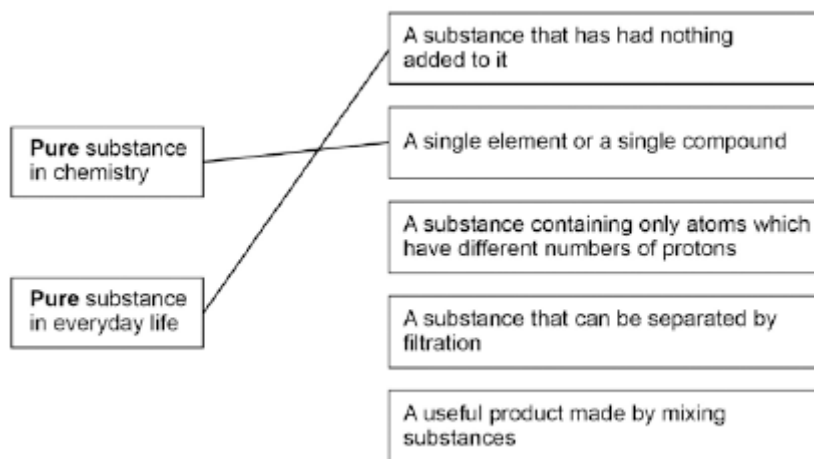 Pure substance
in chemistry
Pure substance
in everyday life
A substance that has had nothing
added to it
A single element or a single compound
A substance containing only atoms which
have different numbers of protons
A substance that can be separated by
filtration
A useful product made by mixing
substances